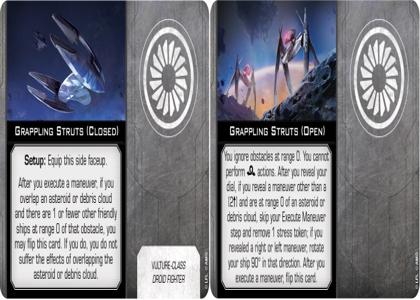 GRAPPLING STRUTS (CLOSED)
Setup: Equip this side faceup.
After you execute a maneuver, if you
overlap an asteroid or debris cloud
and there are 1 or fewer other friendly
ships at range 0 of that obstacle, you
may flip this card. If you do, you do not
suffer the effects of overlapping the
asteroid or debris cloud.
VULTURE-CLASS
DROID FIGHTER
GRAPPLING STRUTS (OPEN)
You ignore obstacles at range 0. You cannot
perform actions. After you reveal your
dial, if you reveal a maneuver other than a
(2) and are at range 0 of an asteroid or
debris cloud, skip your Execute Maneuver
step and remove 1 stress token; if you
revealed a right or left maneuver, rotate
your ship 90° in that direction. After you
execute a maneuver, flip this card.